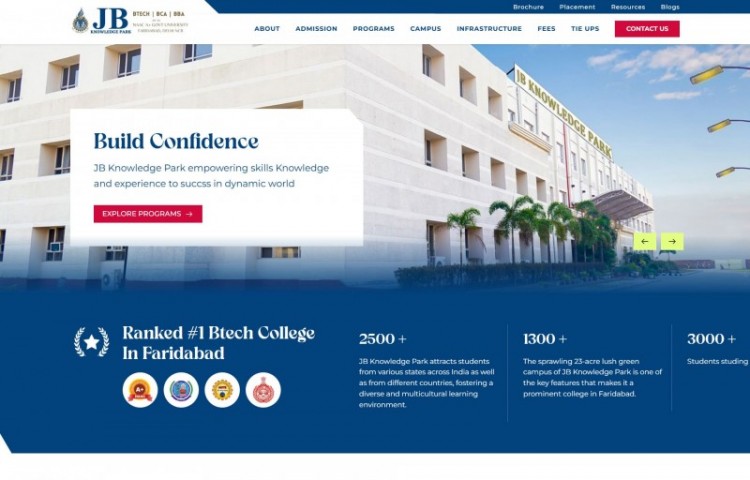 Brochure Placement Resources Blogs
JB
KNOWLEDGE PARK
BTECH | BCA | BBA
ABOUT ADMISSION PROGRAMS CAMPUS INFRASTRUCTURE FEES TIE UPS CONTACT US
JB KNOWLEDGE PARK
Build Confidence
JB Knowledge Park empowering skills Knowledge
and experience to succss in dynamic world
EXPLORE PROGRAMS →
← →
Ranked #1 Btech College
In Faridabad
A+
2500 +
JB Knowledge Park attracts students
from various states across India as well
as from different countries, fostering a
diverse and multicultural learning
environment.
1300 +
The sprawling 23-acre lush green
campus of JB Knowledge Park is one of
the key features that makes it a
prominent college in Faridabad.
3000 +
Students studing